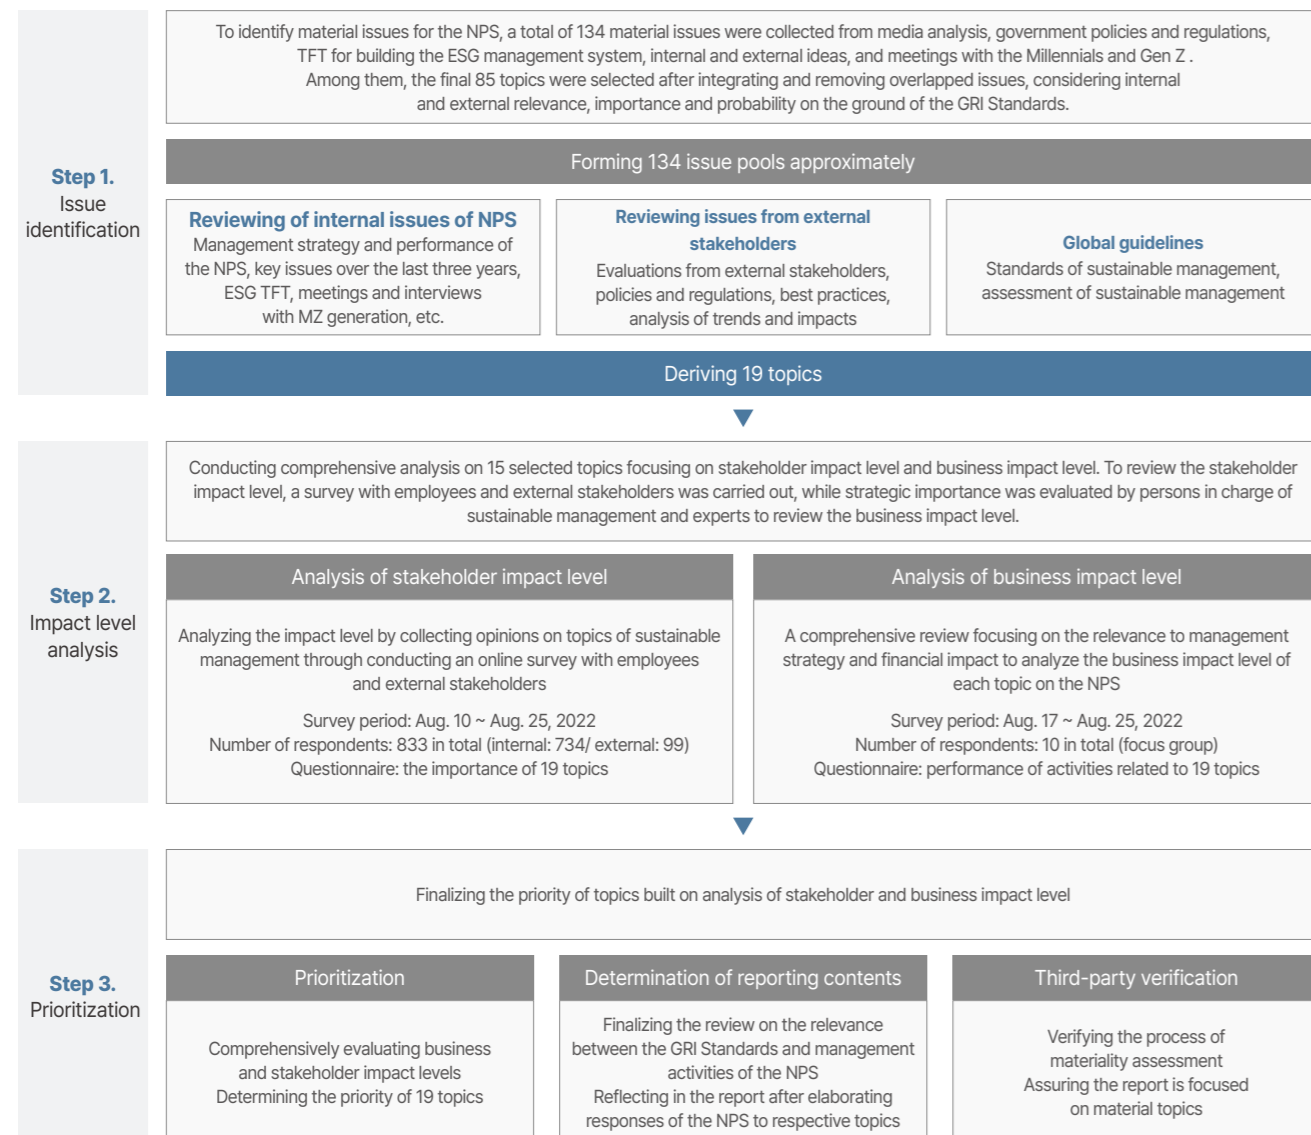 To identify material issues for the NPS, a total of 134 material issues were collected from media analysis, government policies and regulations,
TFT for building the ESG management system, internal and external ideas, and meetings with the Millennials and Gen Z .
Among them, the final 85 topics were selected after integrating and removing overlapped issues, considering internal
and external relevance, importance and probability on the ground of the GRI Standards.
Step 1.
Issue
identification
Forming 134 issue pools approximately
Reviewing of internal issues of NPS
Management strategy and performance of
the NPS, key issues over the last three years,
ESG TFT, meetings and interviews
with MZ generation, etc.
Reviewing issues from external
stakeholders
Evaluations from external stakeholders,
policies and regulations, best practices,
analysis of trends and impacts
Global guidelines
Standards of sustainable management,
assessment of sustainable management
Deriving 19 topics
Step 2.
Impact level
analysis
Conducting comprehensive analysis on 15 selected topics focusing on stakeholder impact level and business impact level. To review the stakeholder
impact level, a survey with employees and external stakeholders was carried out, while strategic importance was evaluated by persons in charge of
sustainable management and experts to review the business impact level.
Analysis of stakeholder impact level
Analyzing the impact level by collecting opinions on topics of sustainable
management through conducting an online survey with employees
and external stakeholders
Survey period: Aug. 10 ~ Aug. 25, 2022
Number of respondents: 833 in total (internal: 734/ external: 99)
Questionnaire: the importance of 19 topics
Analysis of business impact level
A comprehensive review focusing on the relevance to management
strategy and financial impact to analyze the business impact level of
each topic on the NPS
Survey period: Aug. 17 ~ Aug. 25, 2022
Number of respondents: 10 in total (focus group)
Questionnaire: performance of activities related to 19 topics
Step 3.
Prioritization
Finalizing the priority of topics built on analysis of stakeholder and business impact level
Prioritization
Comprehensively evaluating business
and stakeholder impact levels
Determining the priority of 19 topics
Determination of reporting contents
Finalizing the review on the relevance
between the GRI Standards and management
activities of the NPS
Reflecting in the report after elaborating
responses of the NPS to respective topics
Third-party verification
Verifying the process of
materiality assessment
Assuring the report is focused
on material topics